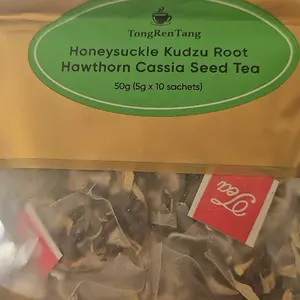 TongRenTang
Honeysuckle Kudzu Root
Hawthorn Cassia Seed Tea
50g (5g x 10 sachets)
Tea